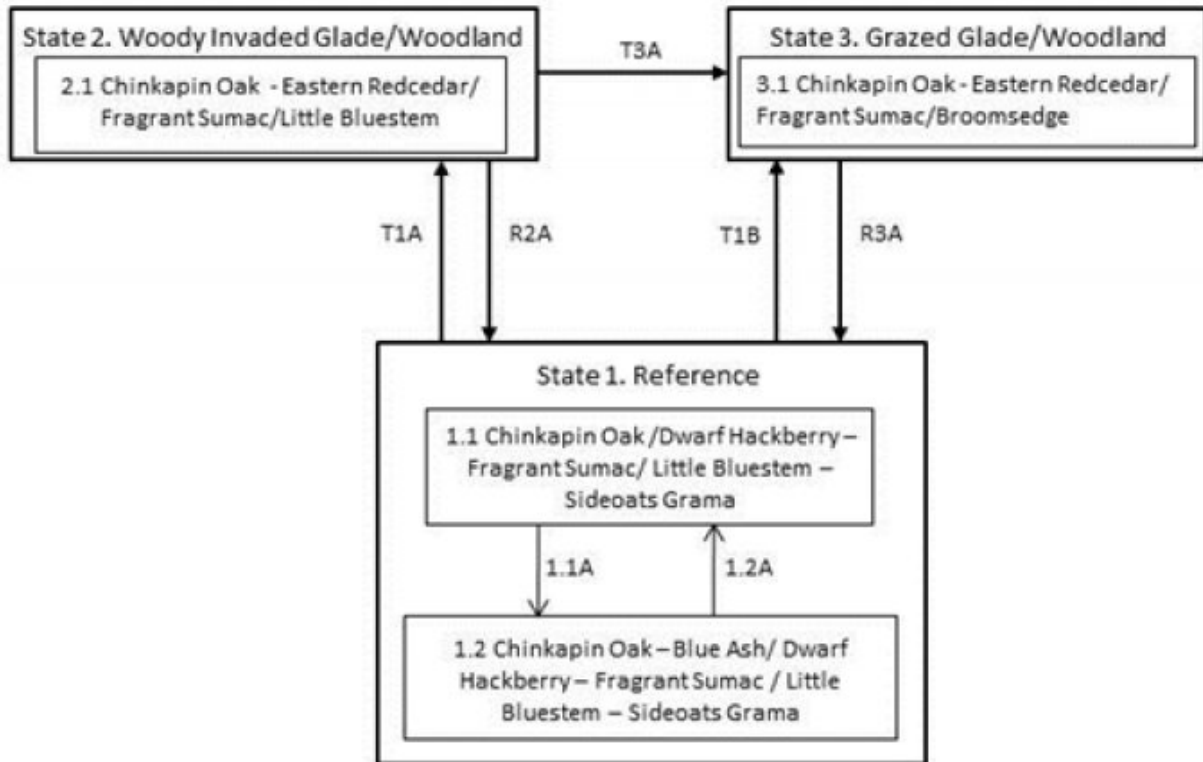 State 2. Woody Invaded Glade/Woodland
2.1 Chinkapin Oak - Eastern Redcedar/
Fragrant Sumac/Little Bluestem
T3A
State 3. Grazed Glade/Woodland
3.1 Chinkapin Oak - Eastern Redcedar/
Fragrant Sumac/Broomsedge
T1A
R2A
T1B
R3A
State 1. Reference
1.1 Chinkapin Oak /Dwarf Hackberry –
Fragrant Sumac/ Little Bluestem –
Sideoats Grama
1.1A
1.2A
1.2 Chinkapin Oak – Blue Ash/ Dwarf
Hackberry – Fragrant Sumac / Little
Bluestem – Sideoats Grama